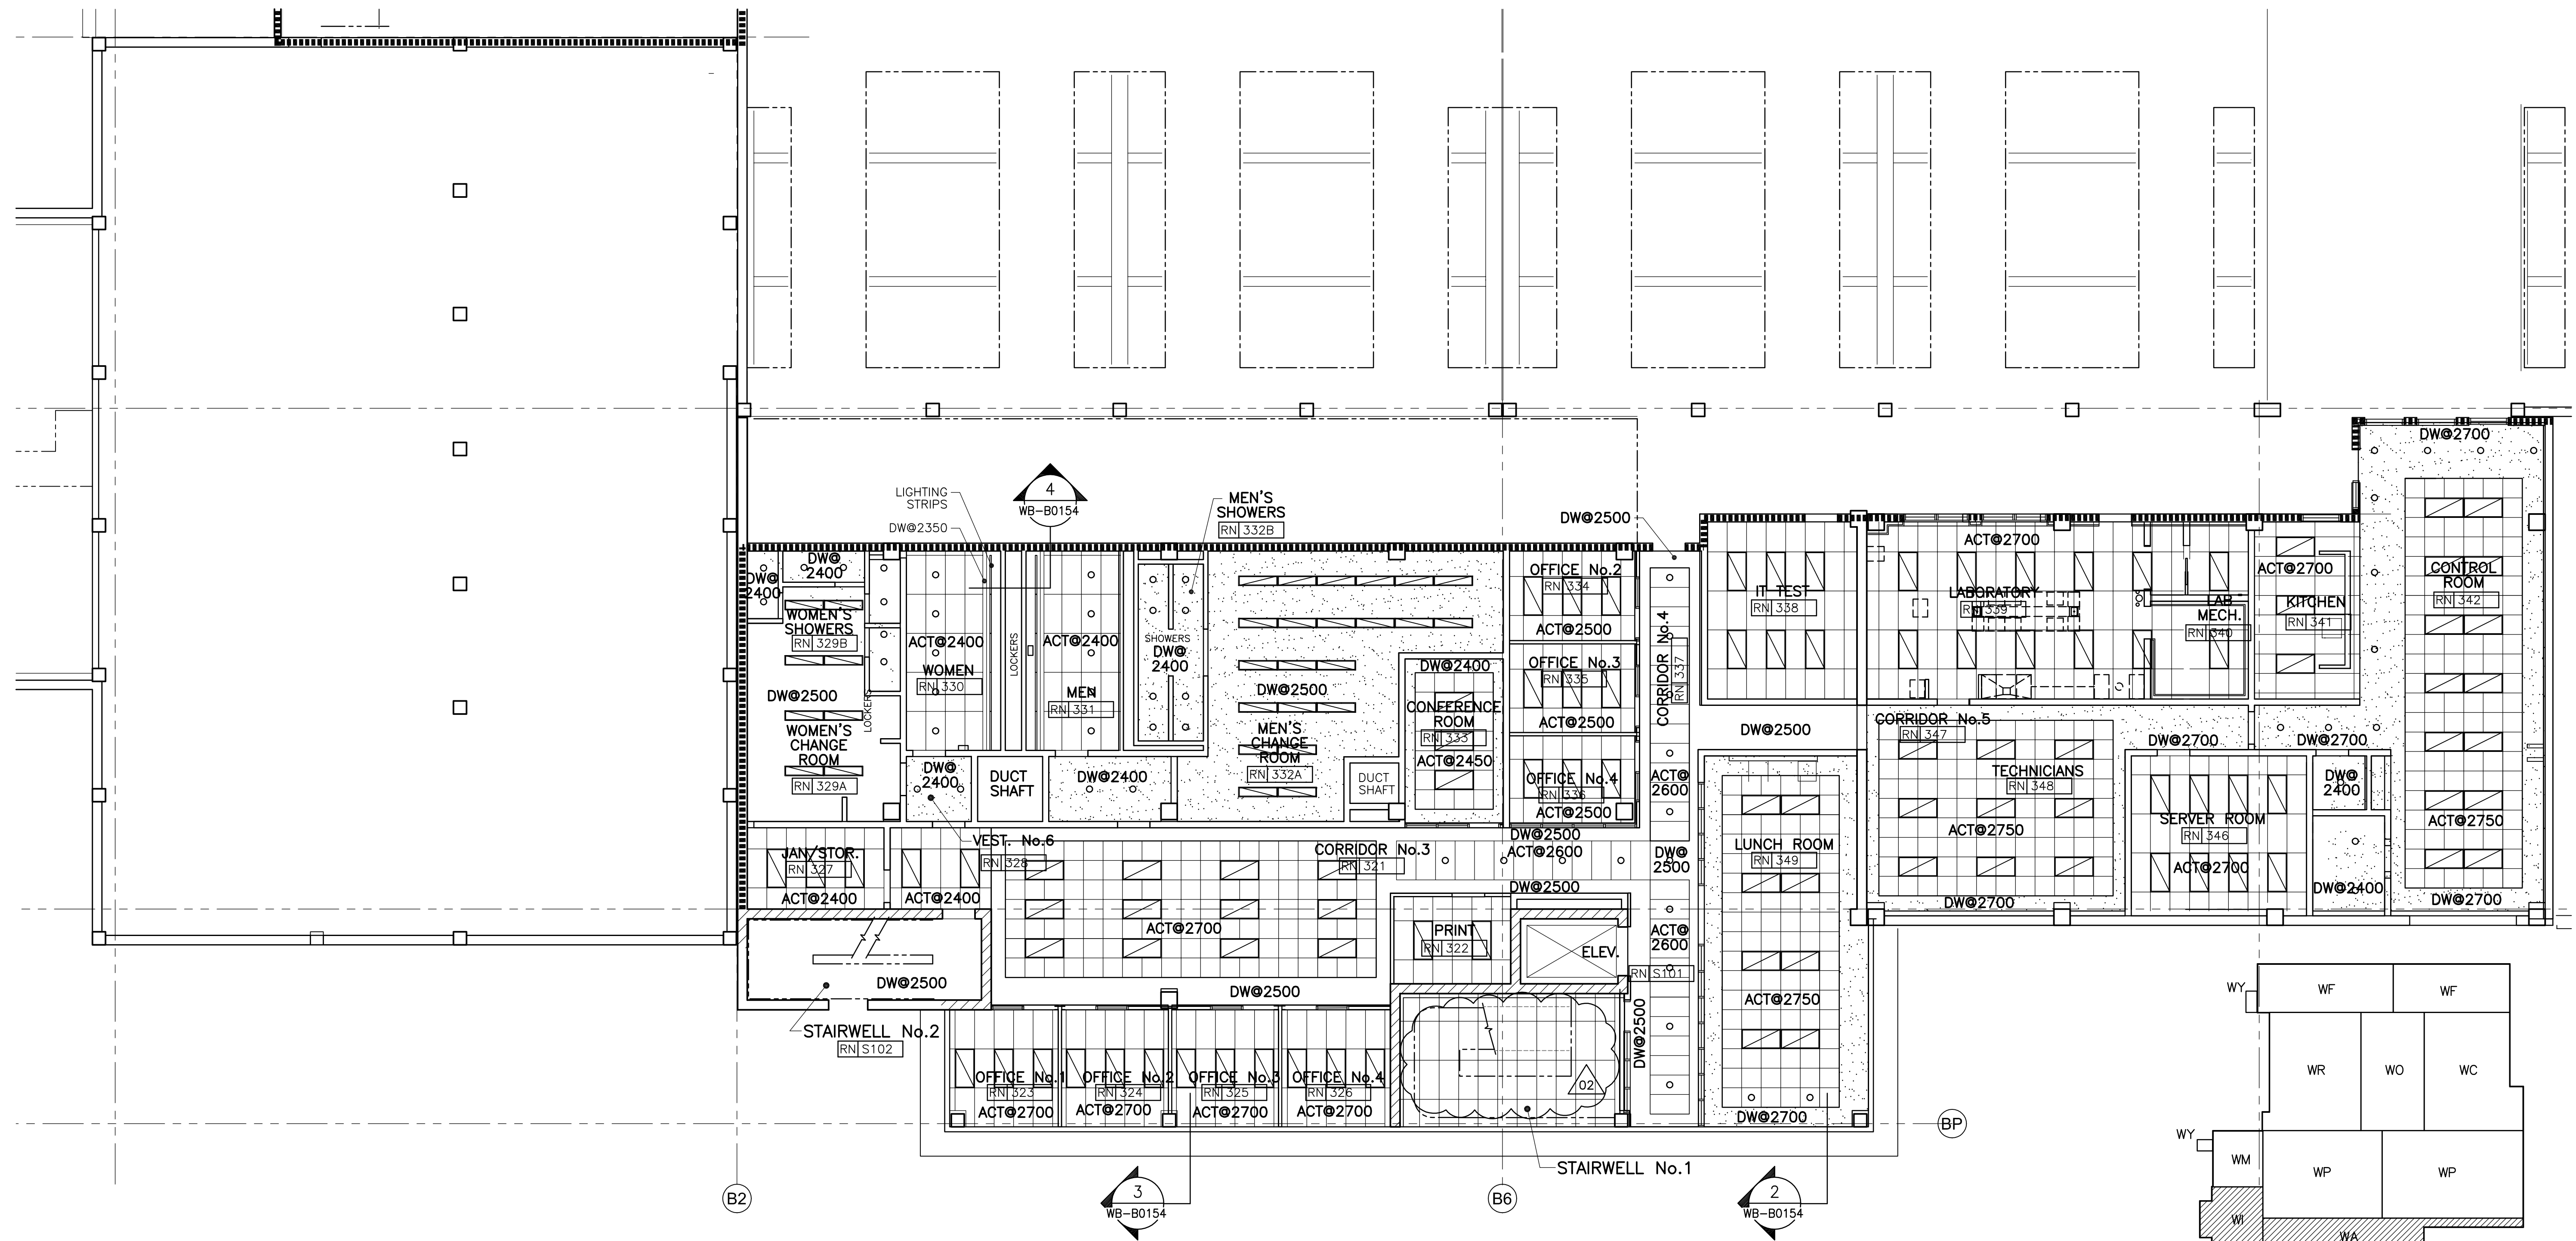 DW@2700
LIGHTING
STRIPS
DW@2350
4
WB-B0154
MEN'S
SHOWERS
RN 332B
DW@2500
DW@
2400
DW@
2400
WOMEN'S
SHOWERS
RN 329B
DW@2500
LOCKERS
WOMEN'S
CHANGE
ROOM
RN 329A
ACT@2400
WOMEN
RN 330
LOCKERS
ACT@2400
MEN
RN 331
SHOWERS
DW@
2400
DW@2500
MEN'S
CHANGE
ROOM
RN 332A
DW@2400
CONFERENCE
ROOM
RN 333
ACT@2450
OFFICE No.2
RN 334
ACT@2500
OFFICE No.3
RN 335
ACT@2500
OFFICE No.4
RN 336
ACT@2500
CORRIDOR No.4
RN 337
ACT@
2600
IT TEST
RN 338
DW@2500
ACT@2700
LABORATORY
RN 339
LAB
MECH.
RN 340
ACT@2700
KITCHEN
RN 341
CONTROL
ROOM
RN 342
CORRIDOR No.5
RN 347
DW@2700
DW@2700
TECHNICIANS
RN 348
ACT@2750
DW@2700
SERVER ROOM
RN 346
ACT@2700
DW@
2400
DW@2400
ACT@2750
DW@2700
DW@
2400
DUCT
SHAFT
DW@2400
DUCT
SHAFT
VEST. No.6
RN 328
JAN/STOR.
RN 327
ACT@2400
ACT@2400
CORRIDOR No.3
RN 321
DW@2500
ACT@2600
DW@2500
DW@
2500
LUNCH ROOM
RN 349
ACT@2700
PRINT
RN 322
ELEV.
ACT@
2600
RN S101
DW@2500
DW@2500
DW@2500
ACT@2750
DW@2700
STAIRWELL No.2
RN S102
OFFICE No.1
RN 323
ACT@2700
OFFICE No.2
RN 324
ACT@2700
OFFICE No.3
RN 325
ACT@2700
OFFICE No.4
RN 326
ACT@2700
02
STAIRWELL No.1
BP
B2
3
WB-B0154
B6
2
WB-B0154
WY
WF
WF
WR
WO
WC
WY
WM
WP
WP
WI
WA